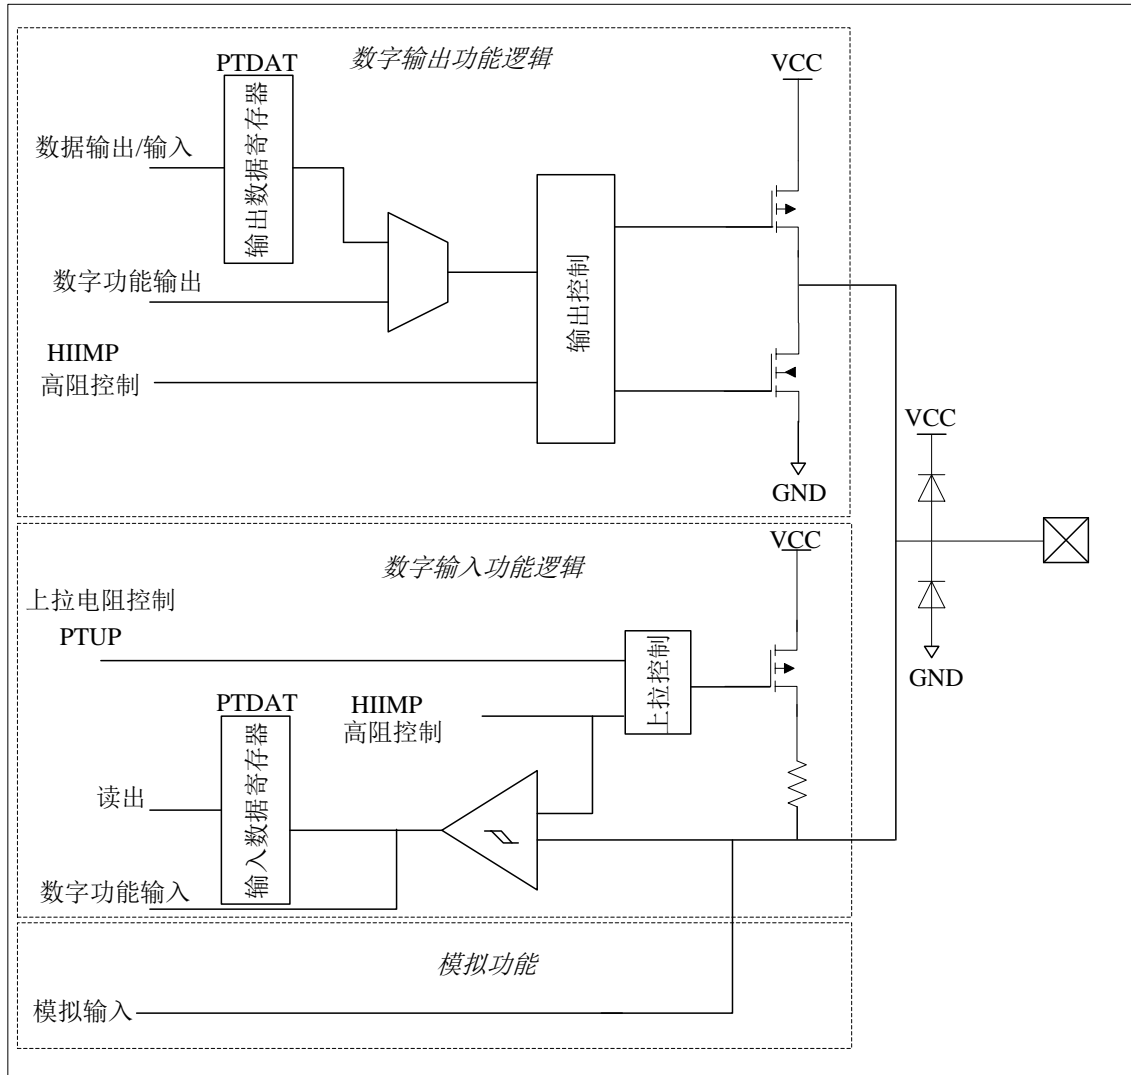 数字输出功能逻辑
PTDAT
输出数据寄存器
数据输出/输入
数字功能输出
HIIMP
高阻控制
输出控制
VCC
GND
VCC
GND
数字输入功能逻辑
VCC
上拉电阻控制
PTUP
上拉控制
HIIMP
高阻控制
PTDAT
输入数据寄存器
读出
数字功能输入
模拟功能
模拟输入